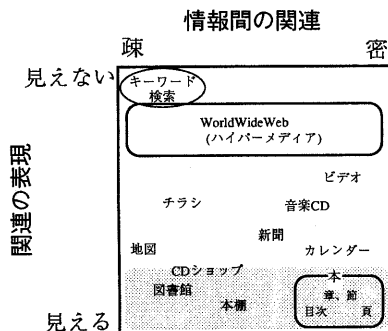 情報間の関連
疎 密
見えない
関連の表現
見える
キーワード
検索
WorldWideWeb
(ハイパーメディア)
ビデオ
チラシ 音楽CD
新聞
地図 カレンダー
CDショップ
図書館
本棚
本
章、節
目次 頁